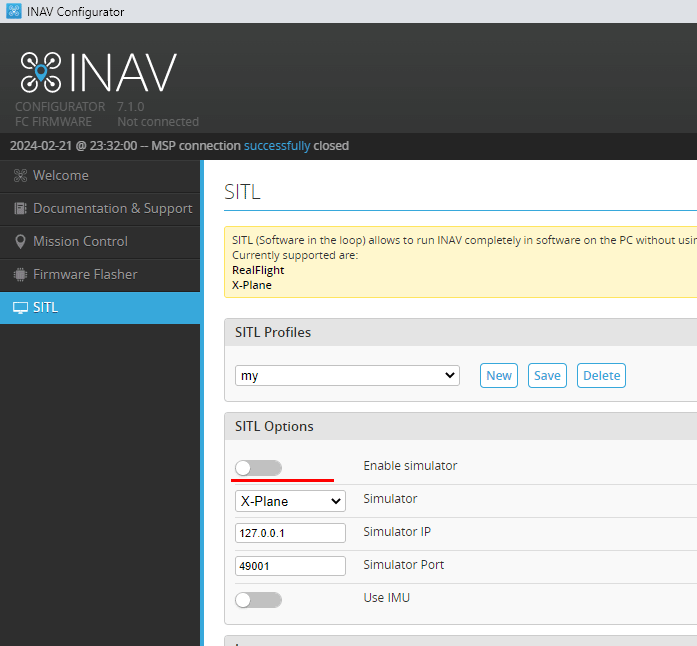 INAV Configurator
INAV
CONFIGURATOR 7.1.0
FC FIRMWARE Not connected
2024-02-21 @ 23:32:00 -- MSP connection successfully closed
Welcome
Documentation & Support
Mission Control
Firmware Flasher
SITL
SITL
SITL (Software in the loop) allows to run INAV completely in software on the PC without
Currently supported are:
RealFlight
X-Plane
SITL Profiles
my New Save Delete
SITL Options
Enable simulator
X-Plane Simulator
127.0.0.1 Simulator IP
49001 Simulator Port
Use IMU